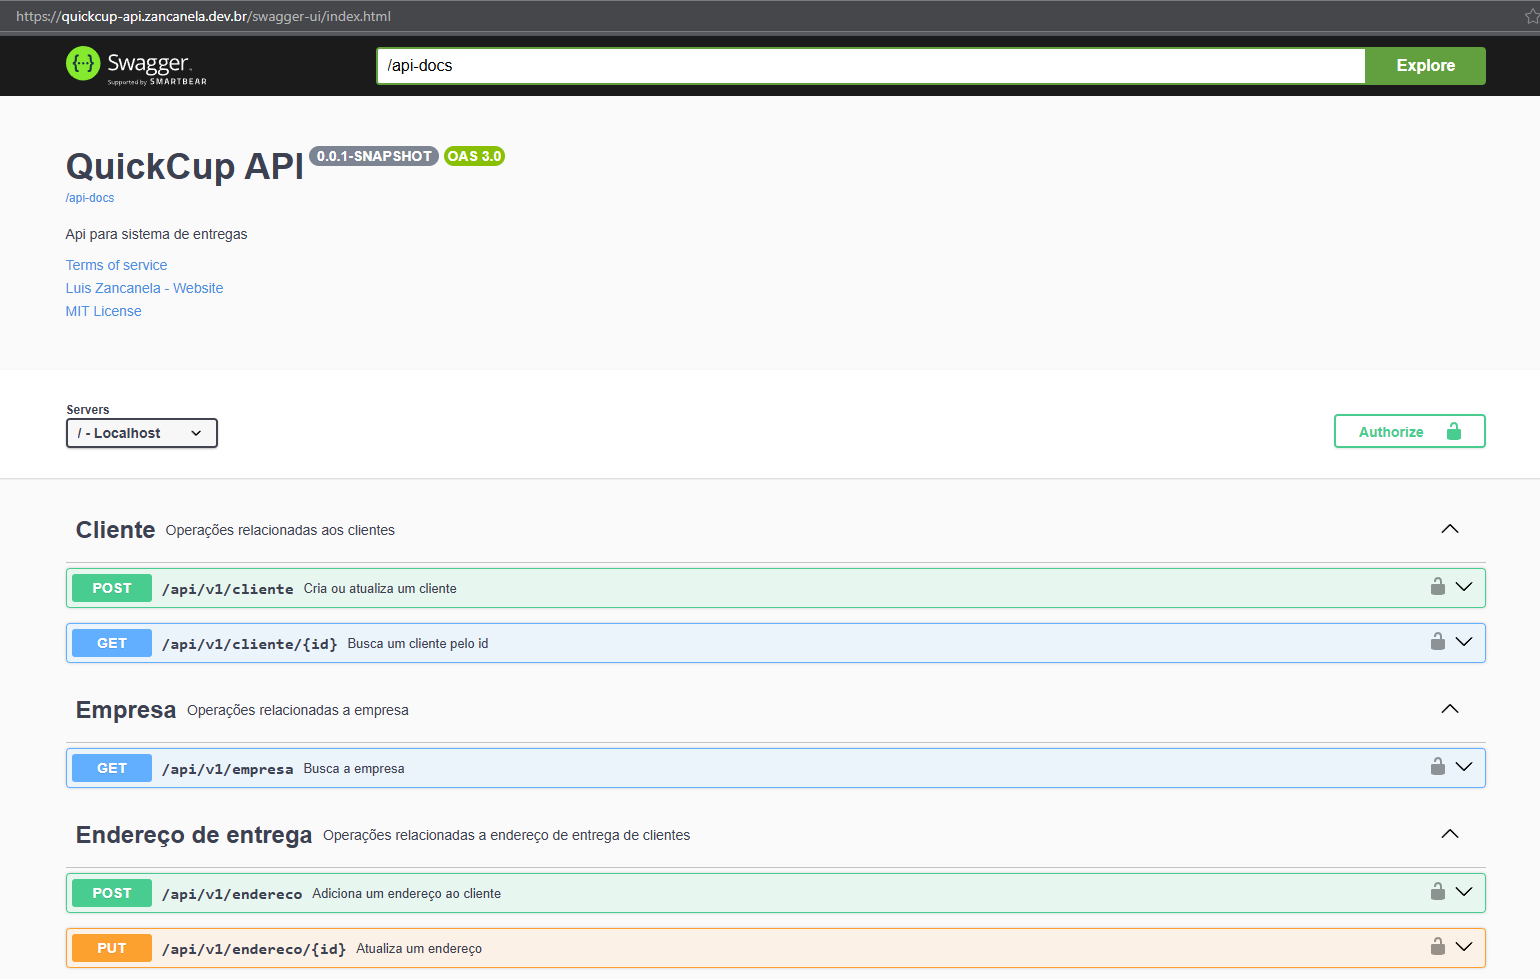 https://quickcup-api.zancanela.dev.br/swagger-ui/index.html
{···} Swagger.
Supported by SMARTBEAR
/api-docs
Explore
QuickCup API 0.0.1-SNAPSHOT OAS 3.0
/api-docs
Api para sistema de entregas
Terms of service
Luis Zancanela - Website
MIT License
Servers
/ - Localhost
Authorize
Cliente Operações relacionadas aos clientes
POST /api/v1/cliente Cria ou atualiza um cliente
GET /api/v1/cliente/{id} Busca um cliente pelo id
Empresa Operações relacionadas a empresa
GET /api/v1/empresa Busca a empresa
Endereço de entrega Operações relacionadas a endereço de entrega de clientes
POST /api/v1/endereco Adiciona um endereço ao cliente
PUT /api/v1/endereco/{id} Atualiza um endereço